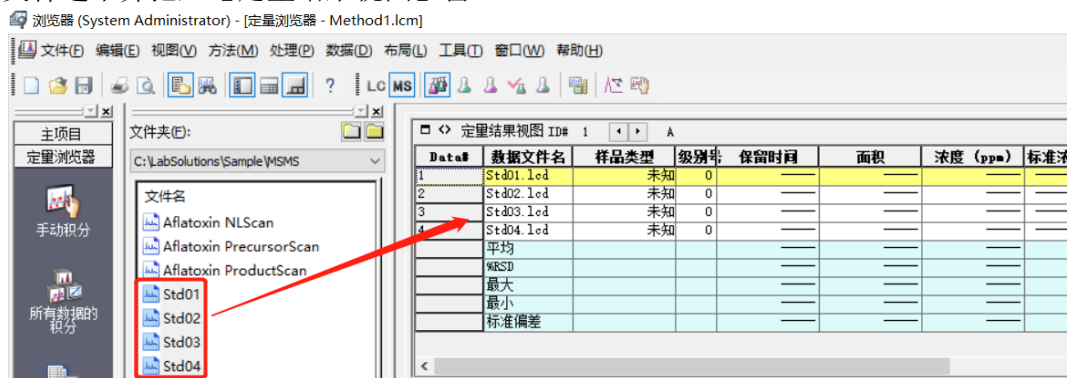 浏览器 (System Administrator) - [定量浏览器 - Method1.lcm]
文件(F) 编辑(E) 视图(V) 方法(M) 处理(P) 数据(D) 布局(L) 工具(T) 窗口(W) 帮助(H)
? LC MS
主项目
定量浏览器
手动积分
所有数据的
积分
文件夹(F):
C:\LabSolutions\Sample\MSMS
文件名
Aflatoxin NLScan
Aflatoxin PrecursorScan
Aflatoxin ProductScan
Std01
Std02
Std03
Std04
定量结果视图 ID# 1 A
Data# 数据文件名 样品类型 级别号 保留时间 面积 浓度 (ppm) 标准浓
1 Std01.lcd 未知 0
2 Std02.lcd 未知 0
3 Std03.lcd 未知 0
4 Std04.lcd 未知 0
平均
%RSD
最大
最小
标准偏差